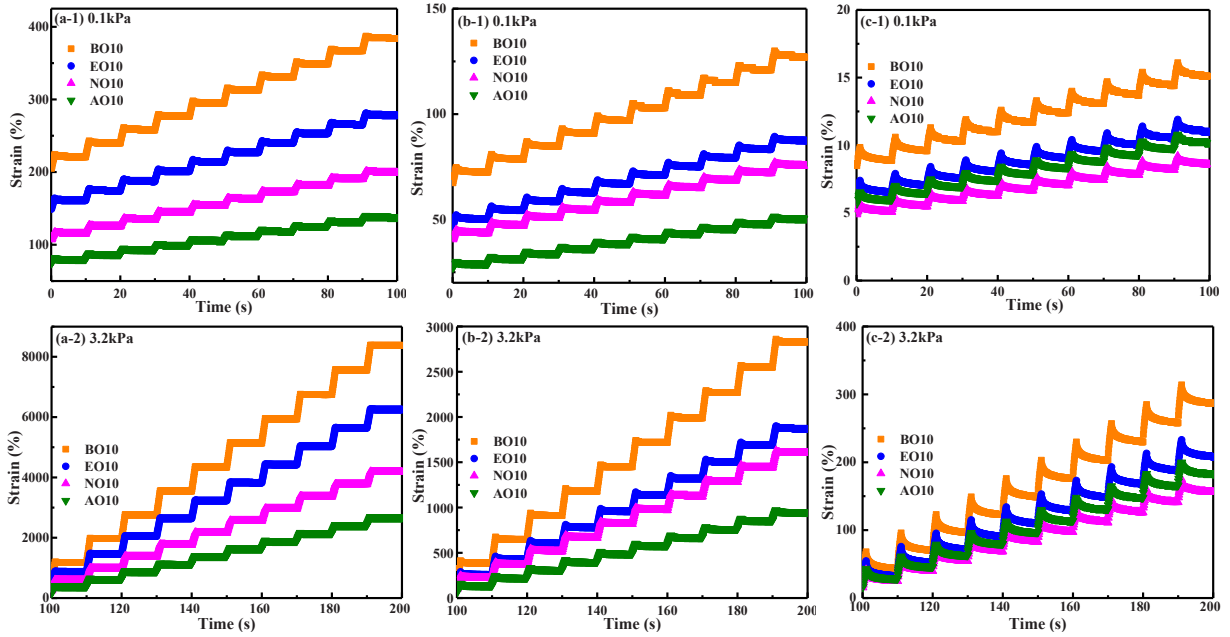 (a-1) 0.1kPa
BO10
EO10
NO10
AO10
Strain (%)
400
300
200
100
0 20 40 60 80 100
Time (s)
(b-1) 0.1kPa
BO10
EO10
NO10
AO10
Strain (%)
150
100
50
0 20 40 60 80 100
Time (s)
(c-1) 0.1kPa
BO10
EO10
NO10
AO10
Strain (%)
20
15
10
5
0
0 20 40 60 80 100
Time (s)
(a-2) 3.2kPa
BO10
EO10
NO10
AO10
Strain (%)
8000
6000
4000
2000
0
100 120 140 160 180 200
Time (s)
(b-2) 3.2kPa
BO10
EO10
NO10
AO10
Strain (%)
3000
2500
2000
1500
1000
500
0
100 120 140 160 180 200
Time (s)
(c-2) 3.2kPa
BO10
EO10
NO10
AO10
Strain (%)
400
300
200
100
0
100 120 140 160 180 200
Time (s)